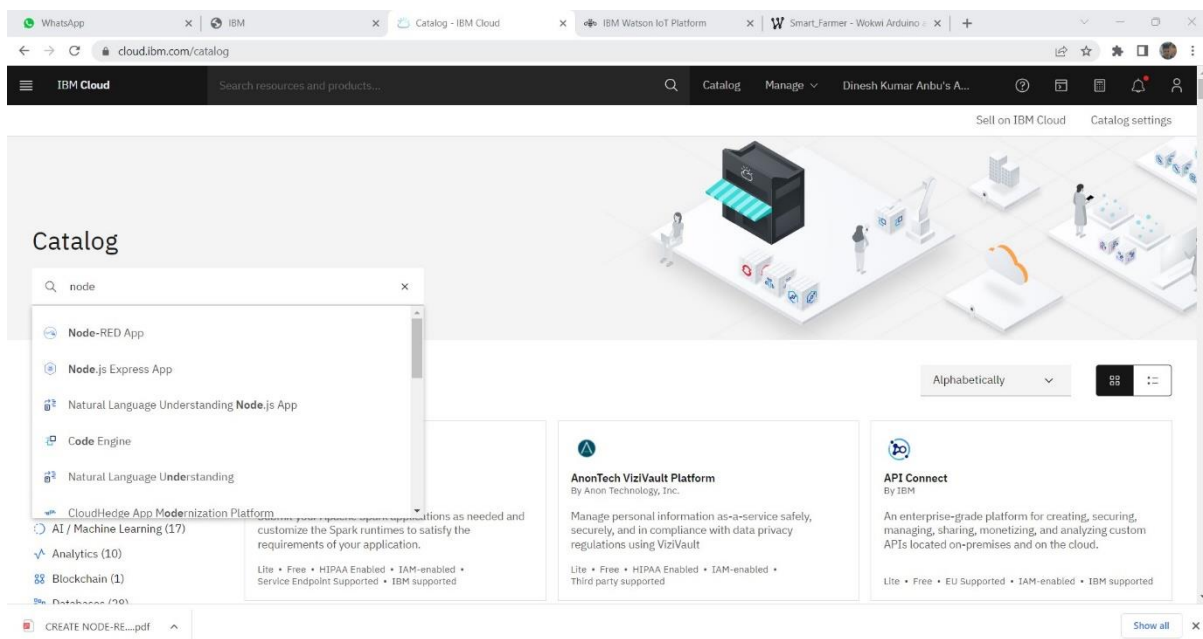 WhatsApp
IBM
Catalog - IBM Cloud
IBM Watson IoT Platform
Smart_Farmer - Wokwi Arduino
cloud.ibm.com/catalog
IBM Cloud
Search resources and products...
Catalog
Manage
Dinesh Kumar Anbu's A...
Sell on IBM Cloud
Catalog settings
Catalog
node
Node-RED App
Node.js Express App
Natural Language Understanding Node.js App
Code Engine
Natural Language Understanding
CloudHedge App Modernization Platform
AI / Machine Learning (17)
Analytics (10)
Blockchain (1)
Databases (28)
Alphabetically
applications as needed and
customize the Spark runtimes to satisfy the
requirements of your application.
Lite • Free • HIPAA Enabled • IAM-enabled •
Service Endpoint Supported • IBM supported
AnonTech ViziVault Platform
By Anon Technology, Inc.
Manage personal information as-a-service safely,
securely, and in compliance with data privacy
regulations using ViziVault
Lite • Free • HIPAA Enabled • IAM-enabled •
Third party supported
API Connect
By IBM
An enterprise-grade platform for creating, securing,
managing, sharing, monetizing, and analyzing custom
APIs located on-premises and on the cloud.
Lite • Free • EU Supported • IAM-enabled • IBM supported
CREATE NODE-RE....pdf
Show all